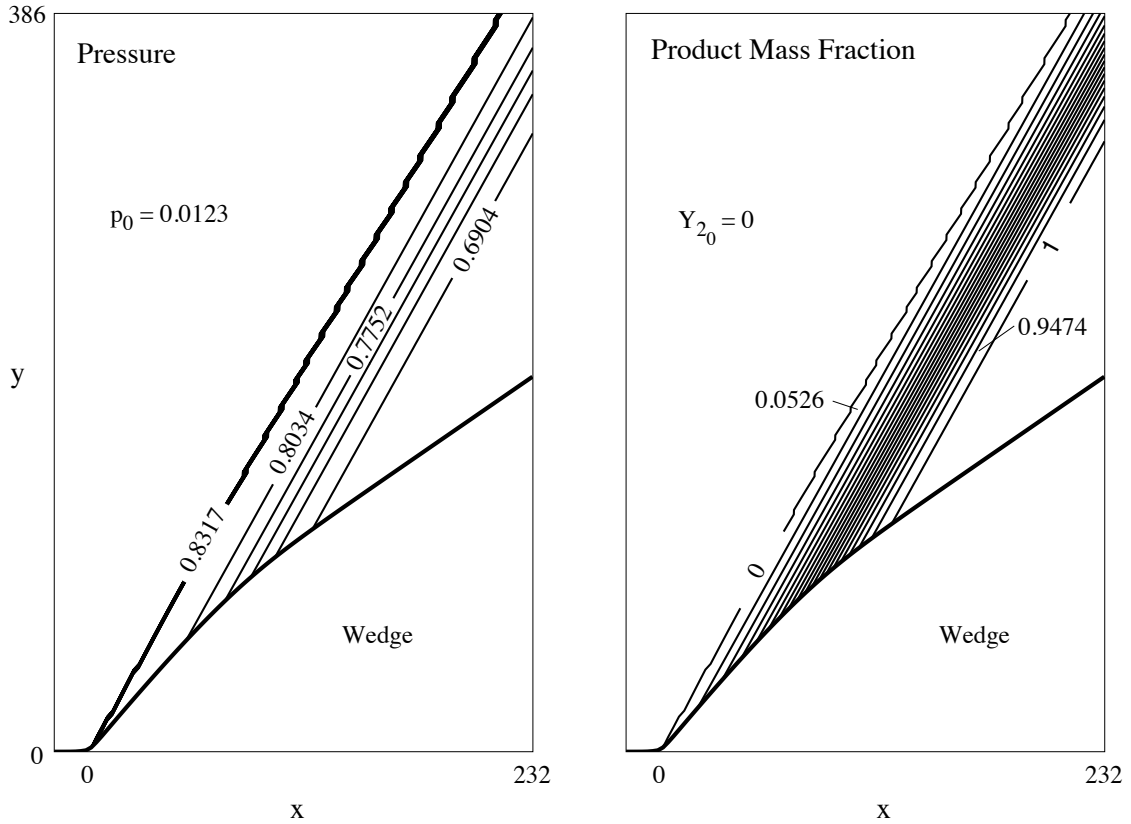 386
Pressure
p0 = 0.0123
0.6904
0.7752
0.8034
0.8317
y
Wedge
0
0
232
x
Product Mass Fraction
Y20 = 0
1
0.9474
0.0526
0
Wedge
0
232
x